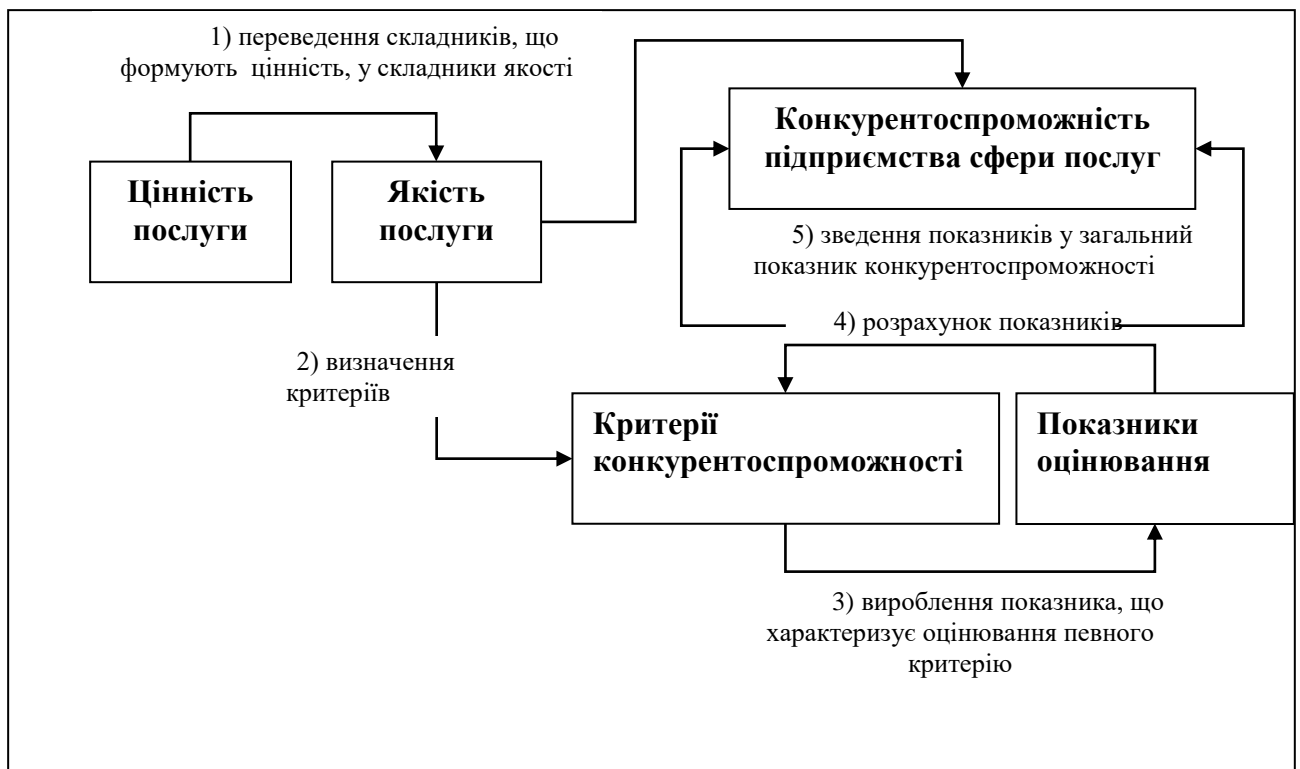 1) переведення складників, що
формують цінність, у складники якості
Цінність
послуги
Якість
послуги
Конкурентоспроможність
підприємства сфери послуг
5) зведення показників у загальний
показник конкурентоспроможності
4) розрахунок показників
2) визначення
критеріїв
Критерії
конкурентоспроможності
Показники
оцінювання
3) вироблення показника, що
характеризує оцінювання певного
критерію